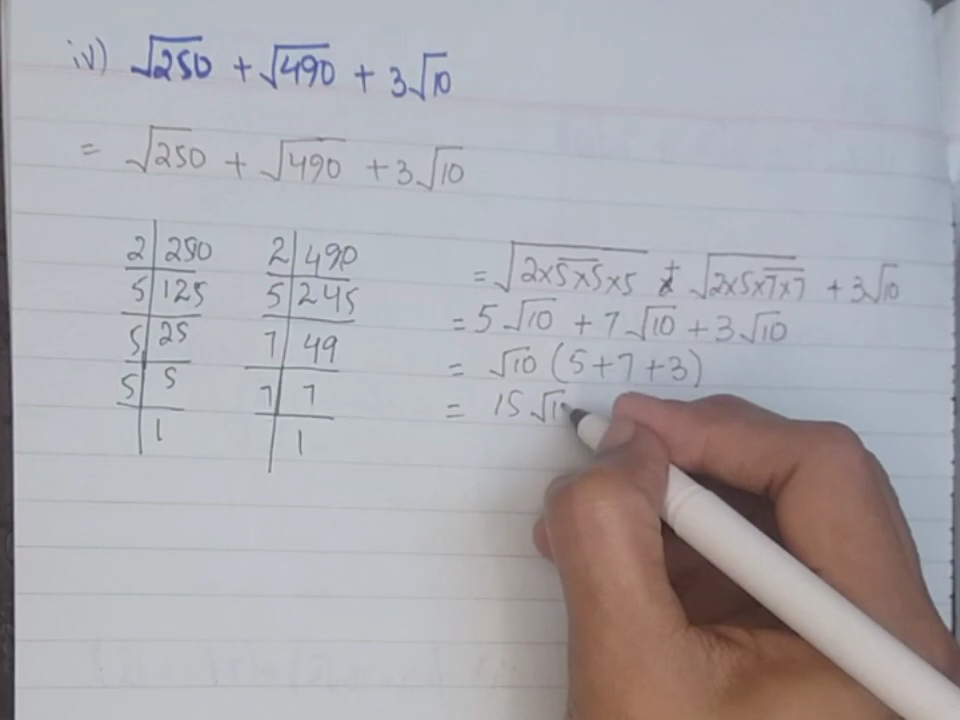 iv) √250 + √490 + 3√10
= √250 + √490 + 3√10
2 | 250
5 | 125
5 | 25
5 | 5
1
2 | 490
5 | 245
7 | 49
7 | 7
1
= √2×5×5×5 + √2×5×7×7 + 3√10
= 5√10 + 7√10 + 3√10
= √10 (5+7+3)
= 15√1